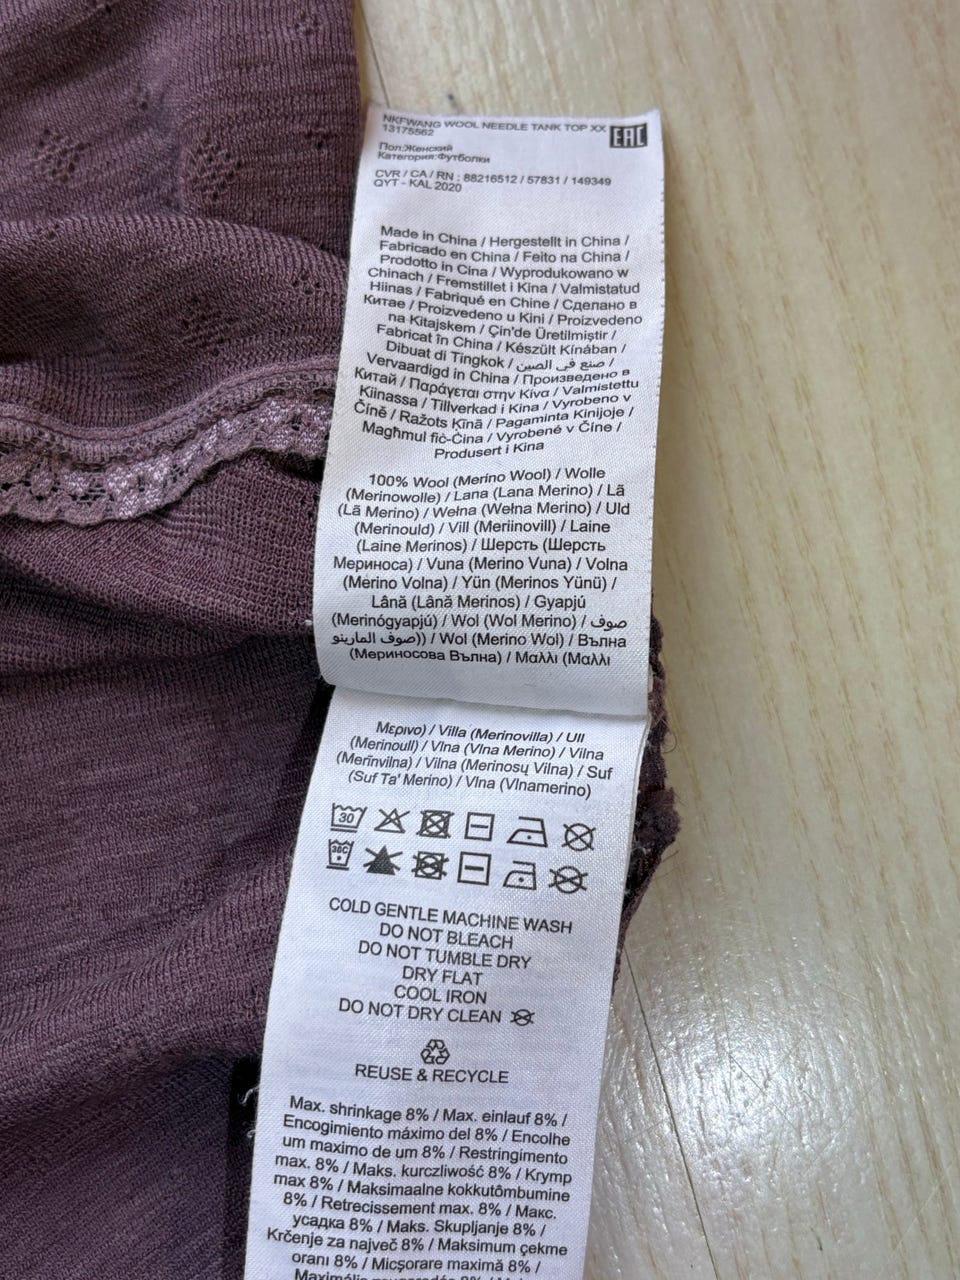 NKFWANG WOOL NEEDLE TANK TOP XX
13175562
EAC
Пол:Женский
Категория:Футболки
CVR / CA / RN : 88216512 / 57831 / 149349
QYT - KAL 2020
Made in China / Hergestellt in China /
Fabricado en China / Feito na China /
Prodotto in Cina / Wyprodukowano w
Chinach / Fremstillet i Kina / Valmistatud
Hiinas / Fabriqué en Chine / Сделано в
Китае / Proizvedeno u Kini / Proizvedeno
na Kitajskem / Çin'de Üretilmiştir /
Fabricat în China / Készült Kínában /
Dibuat di Tingkok / صنع في الصين /
Vervaardigd in China / Произведено в
Китай / Παράγεται στην Κίνα / Valmistettu
Kiinassa / Tillverkad i Kina / Vyrobeno v
Číně / Ražots Ķīnā / Pagaminta Kinijoje /
Magħmul fiċ-Ċina / Vyrobené v Číne /
Produsert i Kina
100% Wool (Merino Wool) / Wolle
(Merinowolle) / Lana (Lana Merino) / Lã
(Lã Merino) / Wełna (Wełna Merino) / Uld
(Merinould) / Vill (Meriinovill) / Laine
(Laine Merinos) / Шерсть (Шерсть
Мериноса) / Vuna (Merino Vuna) / Volna
(Merino Volna) / Yün (Merinos Yünü) /
Lână (Lână Merinos) / Gyapjú
(Merinógyapjú) / Wol (Wol Merino) / صوف
(صوف المارينو) / Wol (Merino Wol) / Вълна
(Мериносова Вълна) / Μαλλι (Μαλλι
Μερινο) / Villa (Merinovilla) / Ull
(Merinoull) / Vlna (Vlna Merino) / Vilna
(Merīnvilna) / Vilna (Merinosų Vilna) / Suf
(Suf Ta' Merino) / Vlna (Vlnamerino)
30
30C
COLD GENTLE MACHINE WASH
DO NOT BLEACH
DO NOT TUMBLE DRY
DRY FLAT
COOL IRON
DO NOT DRY CLEAN
REUSE & RECYCLE
Max. shrinkage 8% / Max. einlauf 8% /
Encogimiento máximo del 8% / Encolhe
um maximo de um 8% / Restringimento
max. 8% / Maks. kurczliwość 8% / Krymp
max 8% / Maksimaalne kokkutõmbumine
8% / Retrecissement max. 8% / Макс.
усадка 8% / Maks. Skupljanje 8% /
Krčenje za največ 8% / Maksimum çekme
oranı 8% / Micşorare maximă 8% /